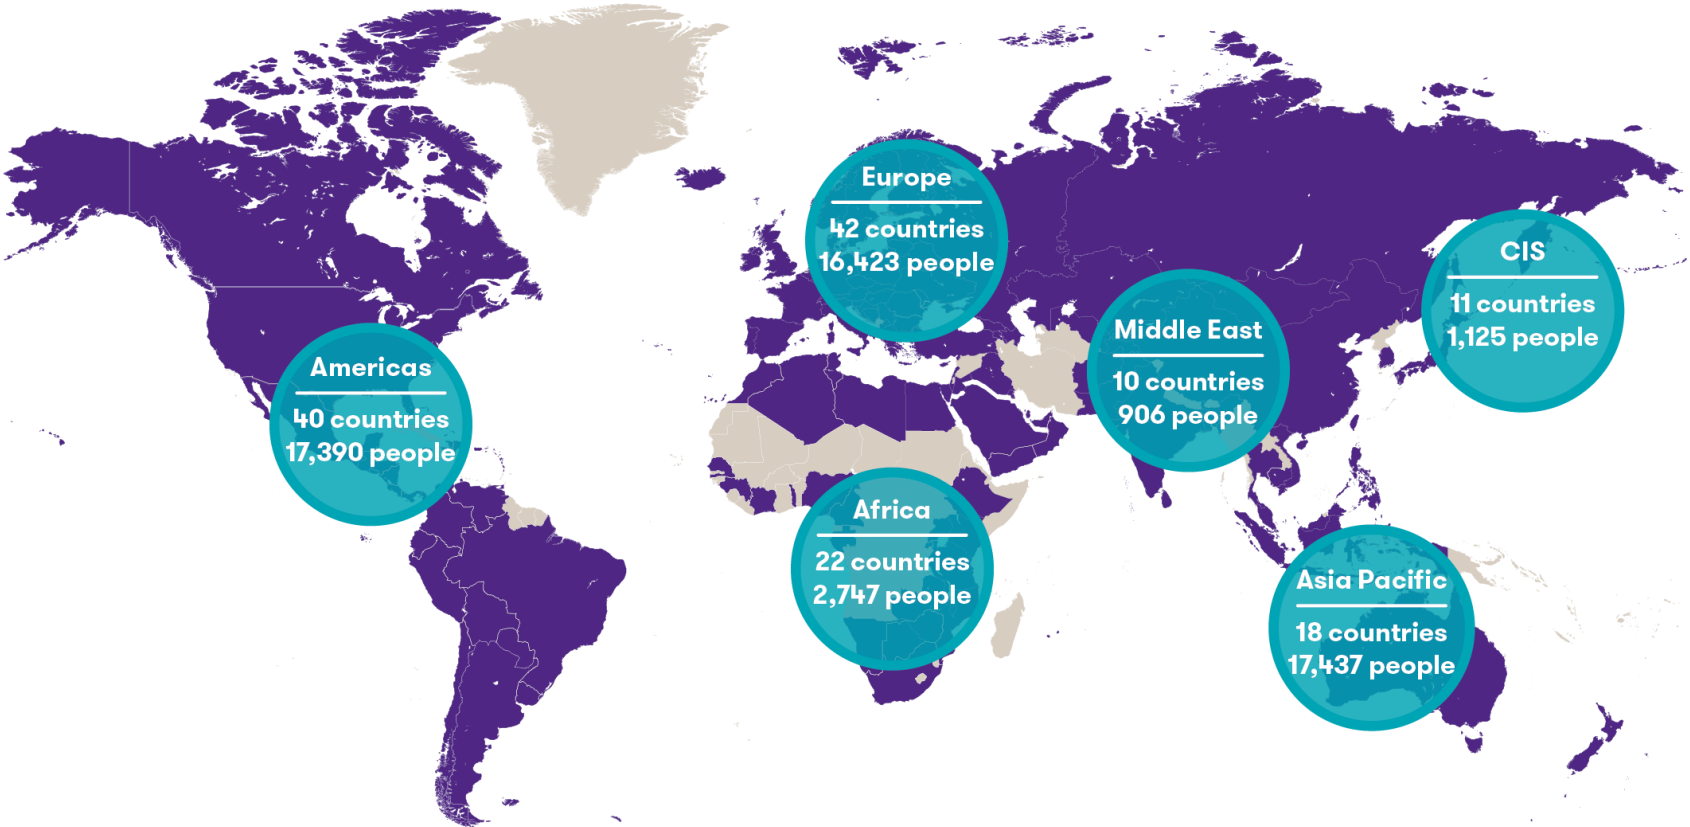 Europe
42 countries
16,423 people
CIS
11 countries
1,125 people
Middle East
10 countries
906 people
Americas
40 countries
17,390 people
Africa
22 countries
2,747 people
Asia Pacific
18 countries
17,437 people